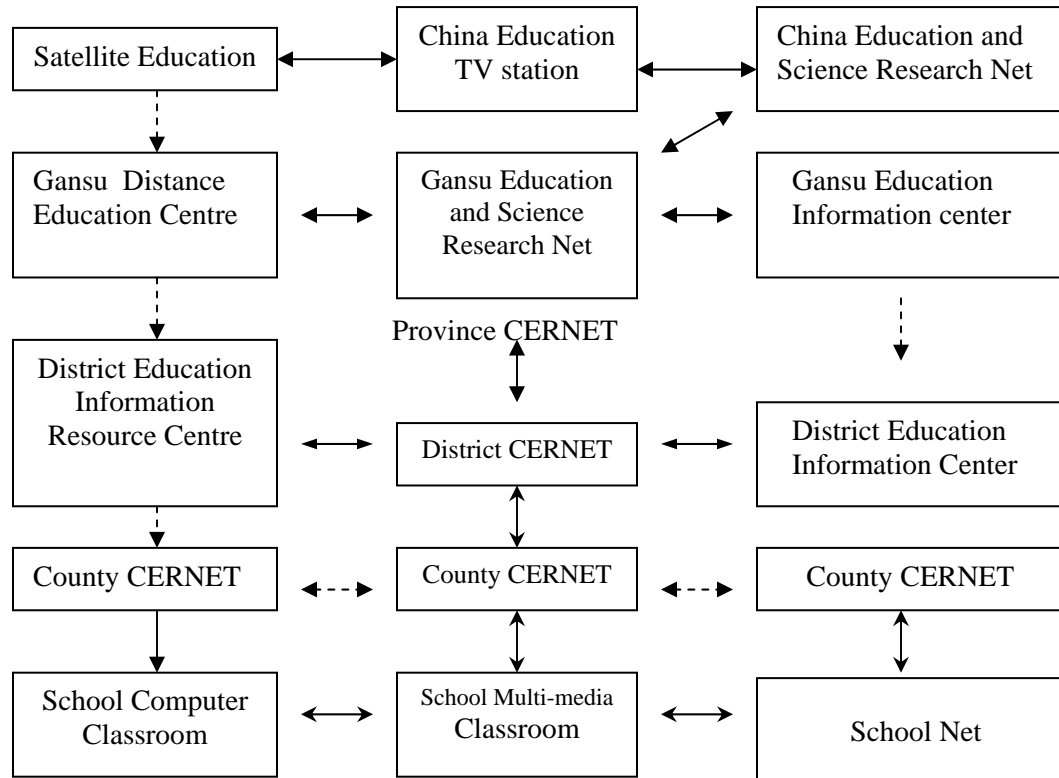 Satellite Education
China Education
TV station
China Education and
Science Research Net
Gansu Distance
Education Centre
Gansu Education
and Science
Research Net
Gansu Education
Information center
Province CERNET
District Education
Information
Resource Centre
District CERNET
District Education
Information Center
County CERNET
County CERNET
County CERNET
School Computer
Classroom
School Multi-media
Classroom
School Net